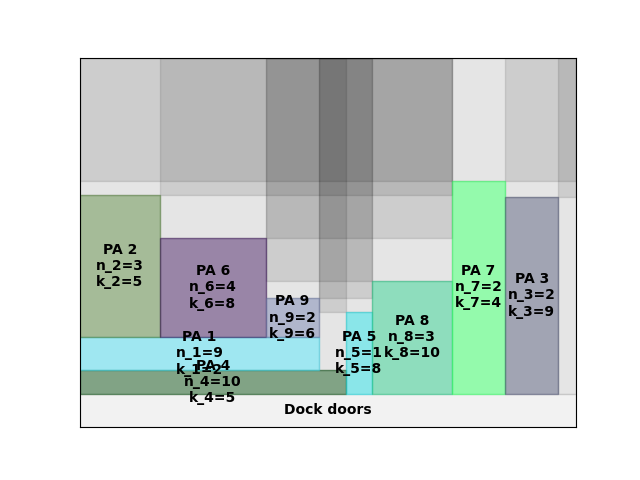 PA 2
n_2=3
k_2=5
PA 6
n_6=4
k_6=8
PA 9
n_9=2
k_9=6
PA 1
n_1=9
k_1=2
PA 4
n_4=10
k_4=5
PA 5
n_5=1
k_5=8
PA 8
n_8=3
k_8=10
PA 7
n_7=2
k_7=4
PA 3
n_3=2
k_3=9
Dock doors